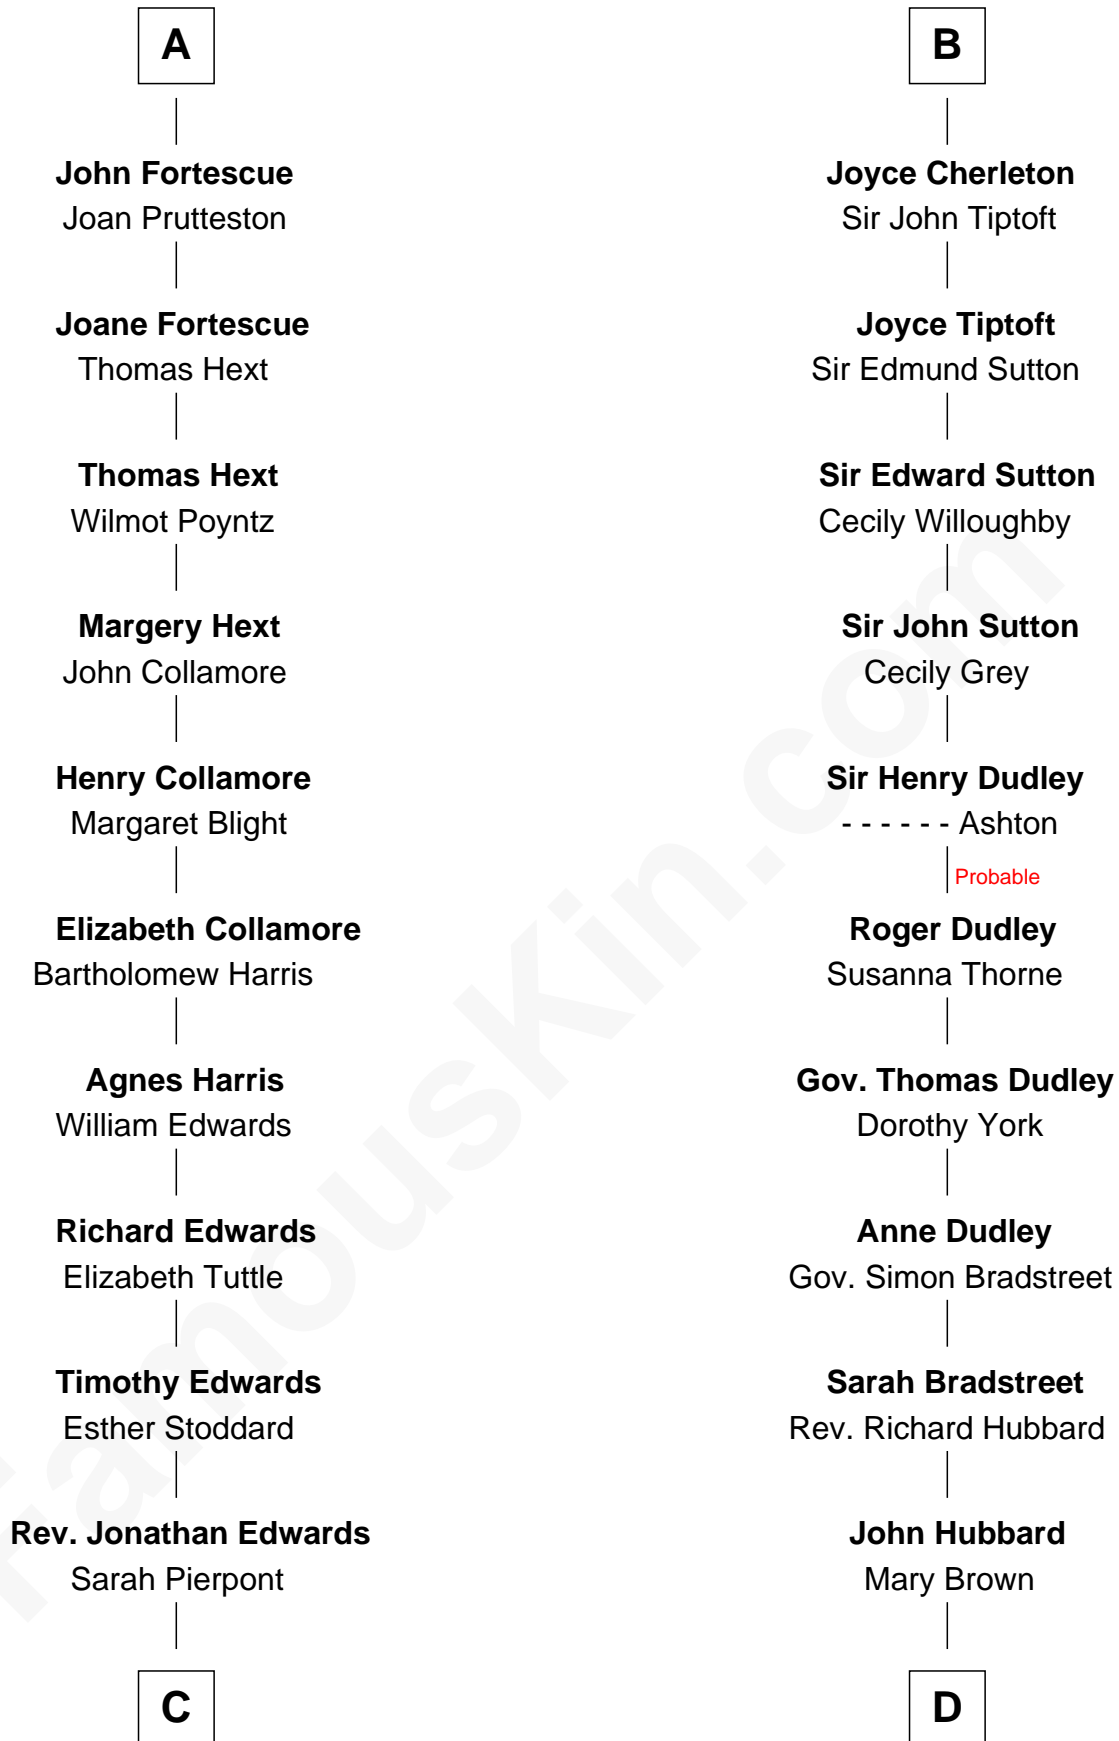 A
John Fortescue
Joan Prutteston
Joane Fortescue
Thomas Hext
Thomas Hext
Wilmot Poyntz
Margery Hext
John Collamore
Henry Collamore
Margaret Blight
Elizabeth Collamore
Bartholomew Harris
Agnes Harris
William Edwards
Richard Edwards
Elizabeth Tuttle
Timothy Edwards
Esther Stoddard
Rev. Jonathan Edwards
Sarah Pierpont
C
B
Joyce Cherleton
Sir John Tiptoft
Joyce Tiptoft
Sir Edmund Sutton
Sir Edward Sutton
Cecily Willoughby
Sir John Sutton
Cecily Grey
Sir Henry Dudley
- - - - - - Ashton
Probable
Roger Dudley
Susanna Thorne
Gov. Thomas Dudley
Dorothy York
Anne Dudley
Gov. Simon Bradstreet
Sarah Bradstreet
Rev. Richard Hubbard
John Hubbard
Mary Brown
D
FamousKin.com